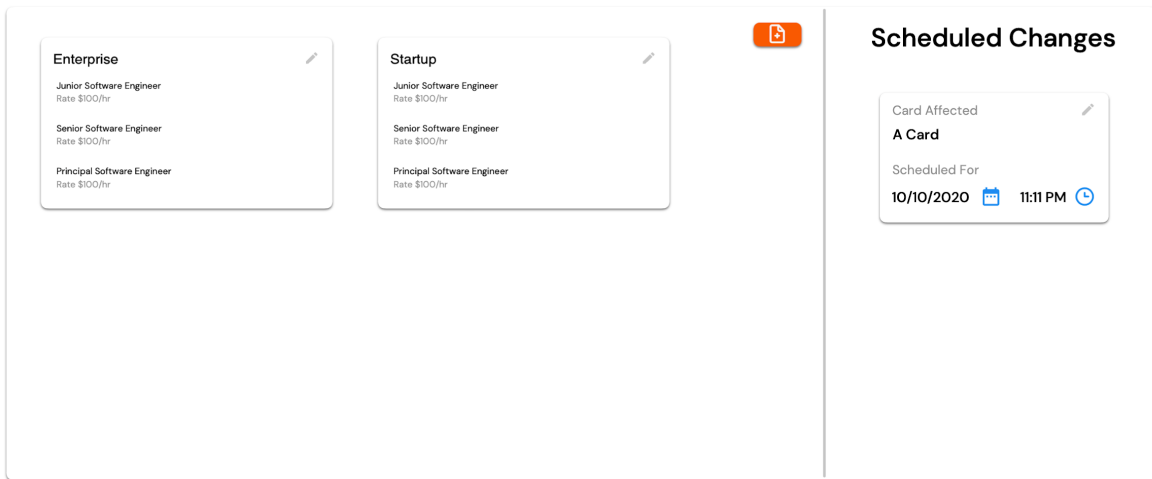 Enterprise
Junior Software Engineer
Rate $100/hr
Senior Software Engineer
Rate $100/hr
Principal Software Engineer
Rate $100/hr
Startup
Junior Software Engineer
Rate $100/hr
Senior Software Engineer
Rate $100/hr
Principal Software Engineer
Rate $100/hr
Scheduled Changes
Card Affected
A Card
Scheduled For
10/10/2020 11:11 PM